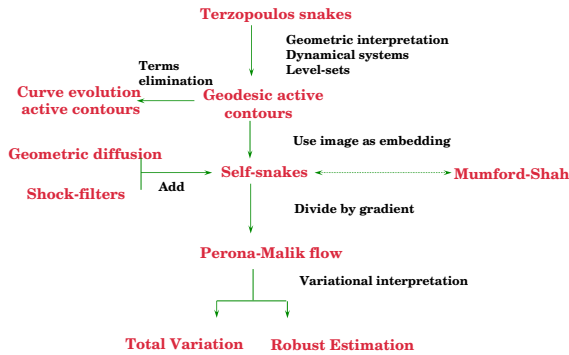 Terzopoulos snakes
Geometric interpretation
Dynamical systems
Level-sets
Terms
elimination
Curve evolution
active contours
Geodesic active
contours
Use image as embedding
Geometric diffusion
Self-snakes
Mumford-Shah
Add
Shock-filters
Divide by gradient
Perona-Malik flow
Variational interpretation
Total Variation
Robust Estimation